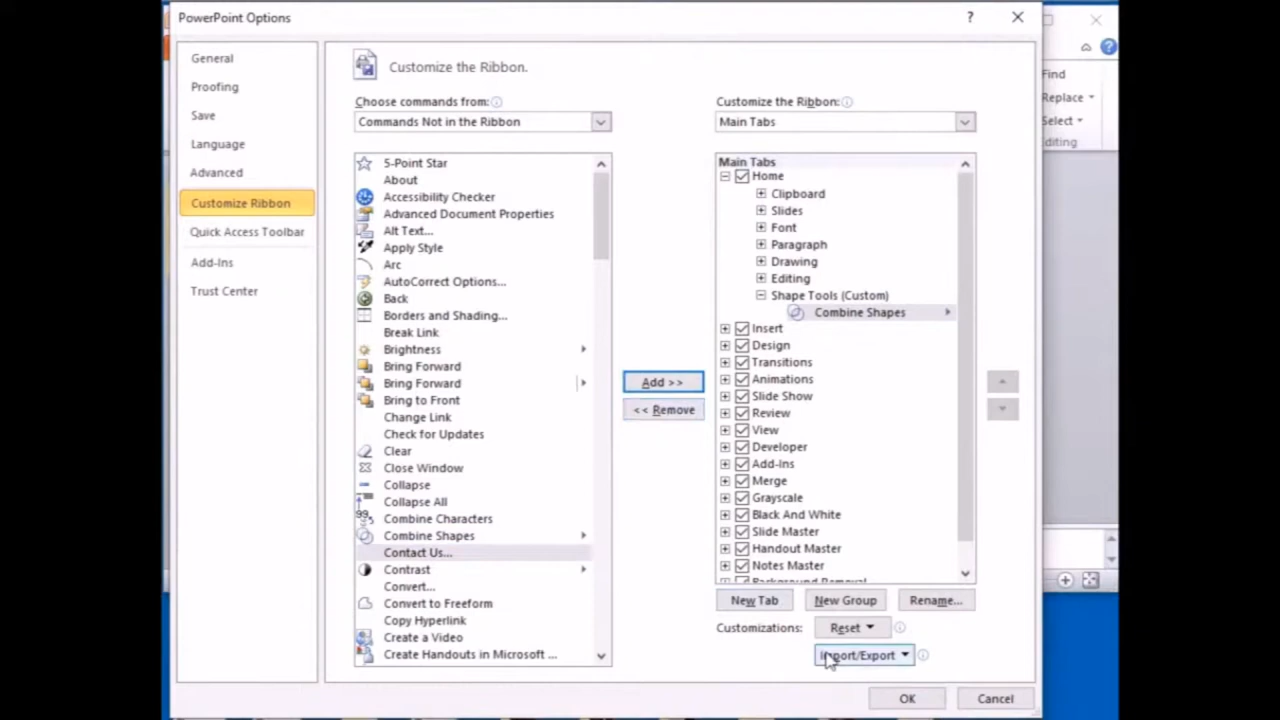 PowerPoint Options
?
General
Proofing
Save
Language
Advanced
Customize Ribbon
Quick Access Toolbar
Add-Ins
Trust Center
Customize the Ribbon.
Choose commands from:
Commands Not in the Ribbon
5-Point Star
About
Accessibility Checker
Advanced Document Properties
Alt Text...
Apply Style
Arc
AutoCorrect Options...
Back
Borders and Shading...
Break Link
Brightness
Bring Forward
Bring Forward
Bring to Front
Change Link
Check for Updates
Clear
Close Window
Collapse
Collapse All
Combine Characters
Combine Shapes
Contact Us...
Contrast
Convert...
Convert to Freeform
Copy Hyperlink
Create a Video
Create Handouts in Microsoft ...
Add >>
<< Remove
Customize the Ribbon:
Main Tabs
Main Tabs
Home
Clipboard
Slides
Font
Paragraph
Drawing
Editing
Shape Tools (Custom)
Combine Shapes
Insert
Design
Transitions
Animations
Slide Show
Review
View
Developer
Add-Ins
Merge
Grayscale
Black And White
Slide Master
Handout Master
Notes Master
Background Removal
New Tab
New Group
Rename...
Customizations:
Reset
Import/Export
OK
Cancel
Find
Replace
Select
Editing